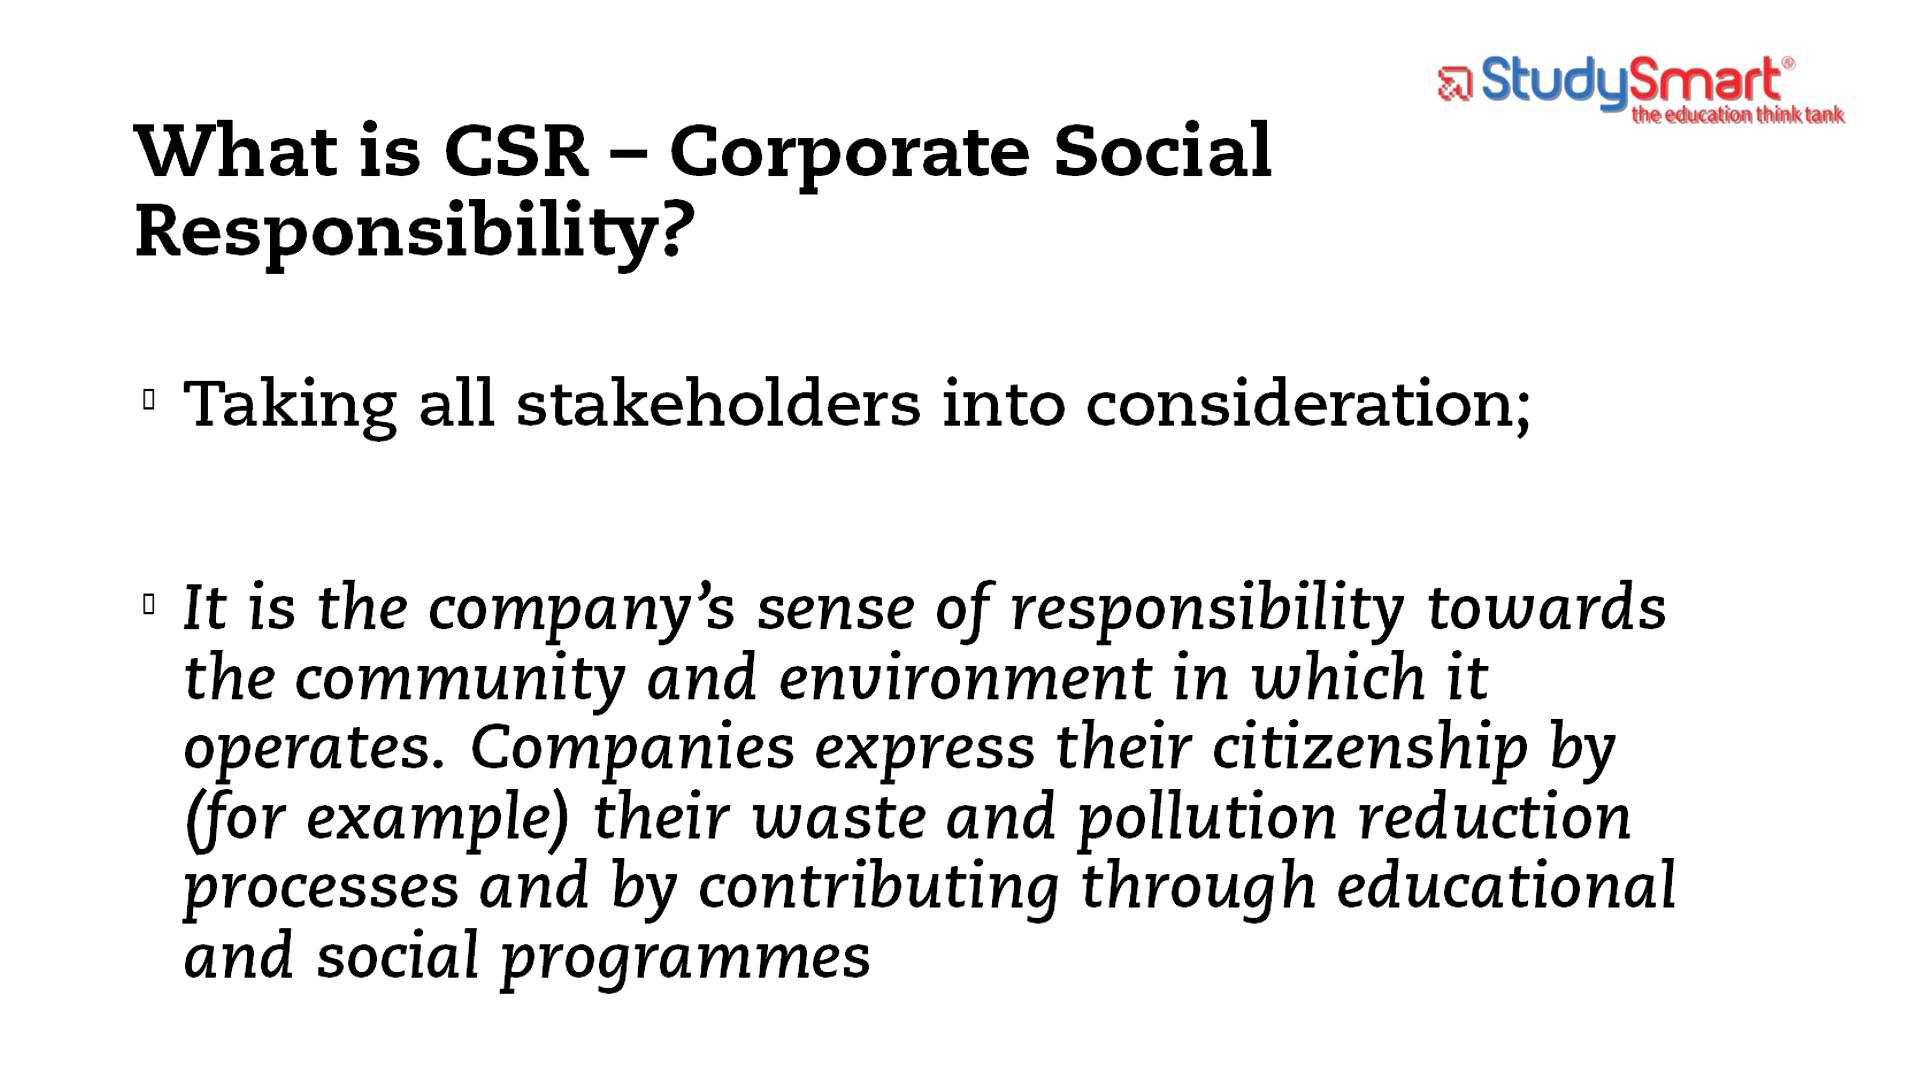 StudySmart®
the education think tank
What is CSR – Corporate Social
Responsibility?
Taking all stakeholders into consideration;
It is the company’s sense of responsibility towards
the community and environment in which it
operates. Companies express their citizenship by
(for example) their waste and pollution reduction
processes and by contributing through educational
and social programmes